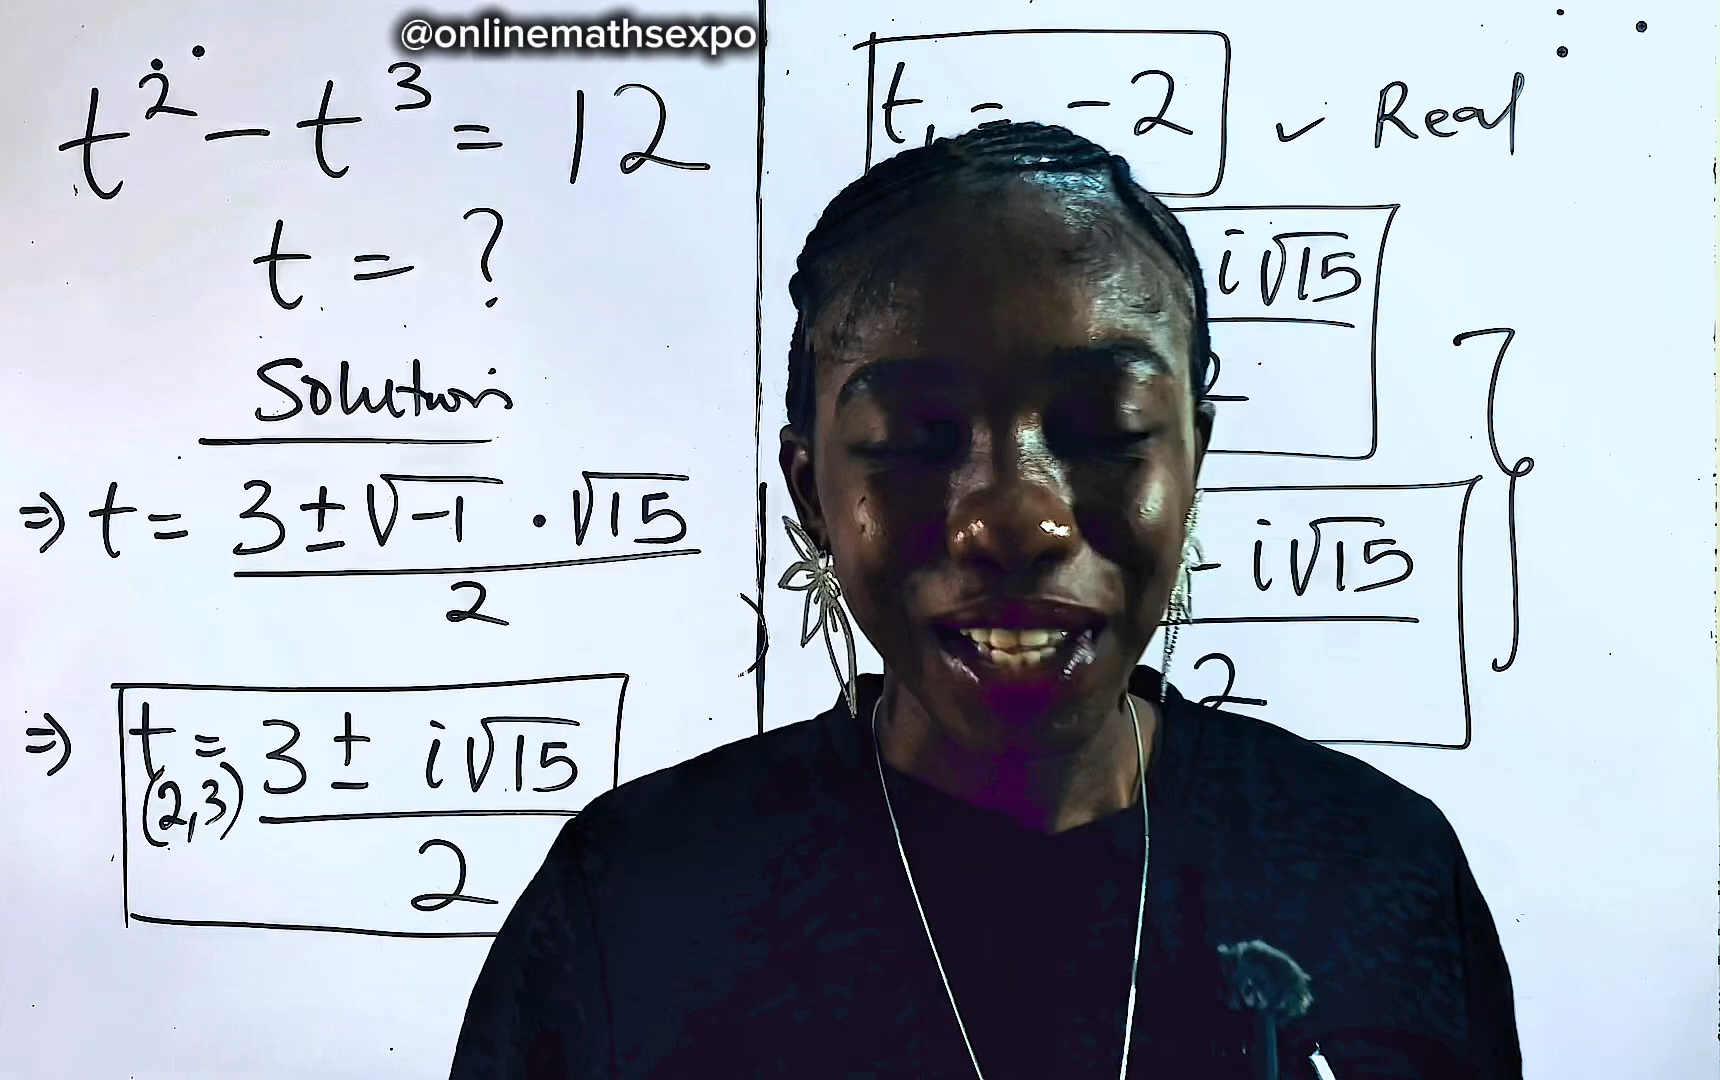 @onlinemathsexpo
t² - t³ = 12
t = ?
Solution
⇒ t = (3 ± √-1 · √15) / 2
⇒ t(2,3) = (3 ± i√15) / 2
t₁ = -2 ✓ Real
i√15
2
- i√15
2